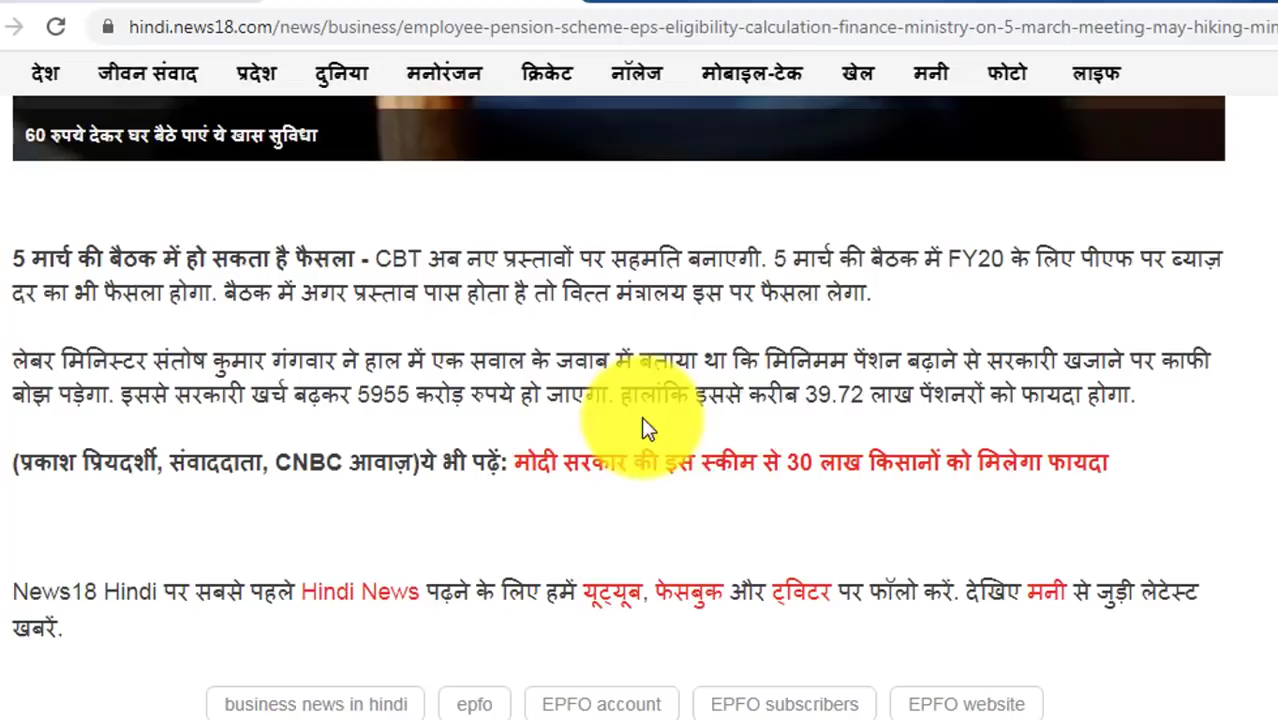 hindi.news18.com/news/business/employee-pension-scheme-eps-eligibility-calculation-finance-ministry-on-5-march-meeting-may-hiking-min
देश जीवन संवाद प्रदेश दुनिया मनोरंजन क्रिकेट नॉलेज मोबाइल-टेक खेल मनी फोटो लाइफ
60 रुपये देकर घर बैठे पाएं ये खास सुविधा
5 मार्च की बैठक में हो सकता है फैसला - CBT अब नए प्रस्तावों पर सहमति बनाएगी. 5 मार्च की बैठक में FY20 के लिए पीएफ पर ब्याज़
दर का भी फैसला होगा. बैठक में अगर प्रस्ताव पास होता है तो वित्त मंत्रालय इस पर फैसला लेगा.
लेबर मिनिस्टर संतोष कुमार गंगवार ने हाल में एक सवाल के जवाब में बताया था कि मिनिमम पेंशन बढ़ाने से सरकारी खजाने पर काफी
बोझ पड़ेगा. इससे सरकारी खर्च बढ़कर 5955 करोड़ रुपये हो जाएगा. हालांकि इससे करीब 39.72 लाख पेंशनरों को फायदा होगा.
(प्रकाश प्रियदर्शी, संवाददाता, CNBC आवाज़)ये भी पढ़ें: मोदी सरकार की इस स्कीम से 30 लाख किसानों को मिलेगा फायदा
News18 Hindi पर सबसे पहले Hindi News पढ़ने के लिए हमें यूट्यूब, फेसबुक और ट्विटर पर फॉलो करें. देखिए मनी से जुड़ी लेटेस्ट
खबरें.
business news in hindi epfo EPFO account EPFO subscribers EPFO website